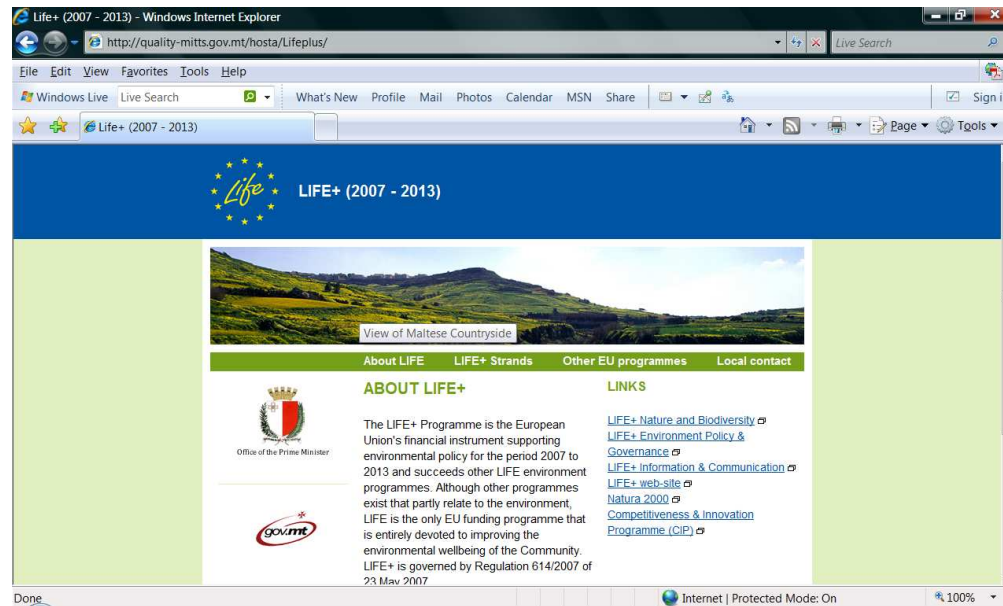 Life+ (2007 - 2013) - Windows Internet Explorer
http://quality-mitts.gov.mt/hosta/Lifeplus/
Live Search
File Edit View Favorites Tools Help
Windows Live Live Search What's New Profile Mail Photos Calendar MSN Share Sign i
Life+ (2007 - 2013) Page Tools
Life LIFE+ (2007 - 2013)
View of Maltese Countryside
About LIFE LIFE+ Strands Other EU programmes Local contact
Office of the Prime Minister
gov.mt
ABOUT LIFE+
The LIFE+ Programme is the European
Union's financial instrument supporting
environmental policy for the period 2007 to
2013 and succeeds other LIFE environment
programmes. Although other programmes
exist that partly relate to the environment,
LIFE is the only EU funding programme that
is entirely devoted to improving the
environmental wellbeing of the Community.
LIFE+ is governed by Regulation 614/2007 of
23 May 2007
LINKS
LIFE+ Nature and Biodiversity
LIFE+ Environment Policy &
Governance
LIFE+ Information & Communication
LIFE+ web-site
Natura 2000
Competitiveness & Innovation
Programme (CIP)
Done Internet | Protected Mode: On 100%